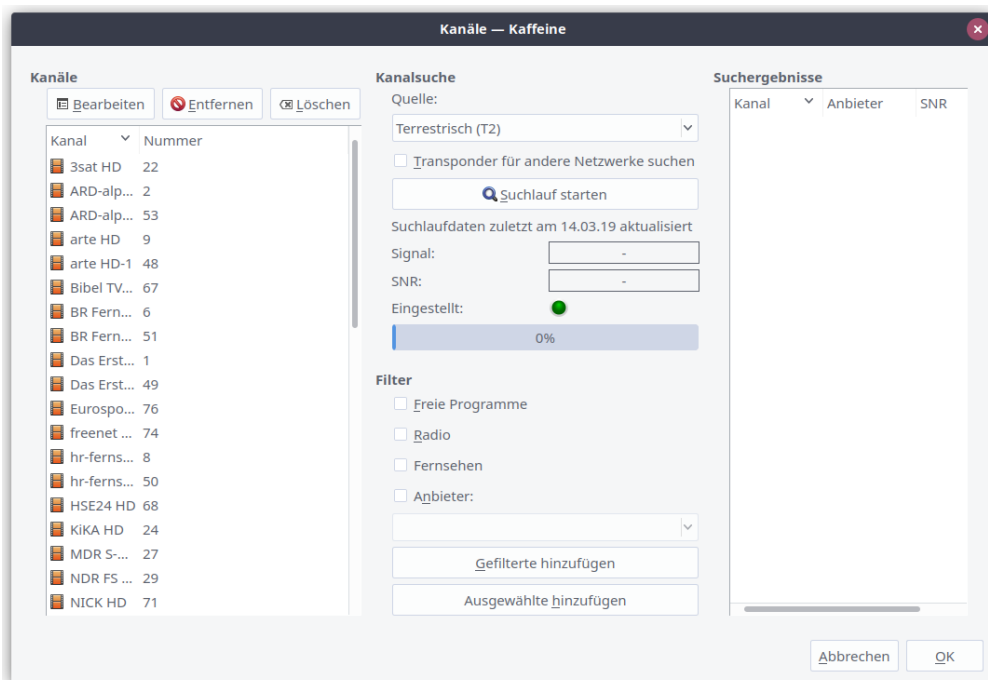 Kanäle — Kaffeine
Kanäle
Bearbeiten Entfernen Löschen
Kanal Nummer
3sat HD 22
ARD-alp... 2
ARD-alp... 53
arte HD 9
arte HD-1 48
Bibel TV... 67
BR Fern... 6
BR Fern... 51
Das Erst... 1
Das Erst... 49
Eurospo... 76
freenet ... 74
hr-ferns... 8
hr-ferns... 50
HSE24 HD 68
KiKA HD 24
MDR S-... 27
NDR FS ... 29
NICK HD 71
Kanalsuche
Quelle:
Terrestrisch (T2)
Transponder für andere Netzwerke suchen
Suchlauf starten
Suchlaufdaten zuletzt am 14.03.19 aktualisiert
Signal: -
SNR: -
Eingestellt:
0%
Filter
Freie Programme
Radio
Fernsehen
Anbieter:
Gefilterte hinzufügen
Ausgewählte hinzufügen
Suchergebnisse
Kanal Anbieter SNR
Abbrechen OK